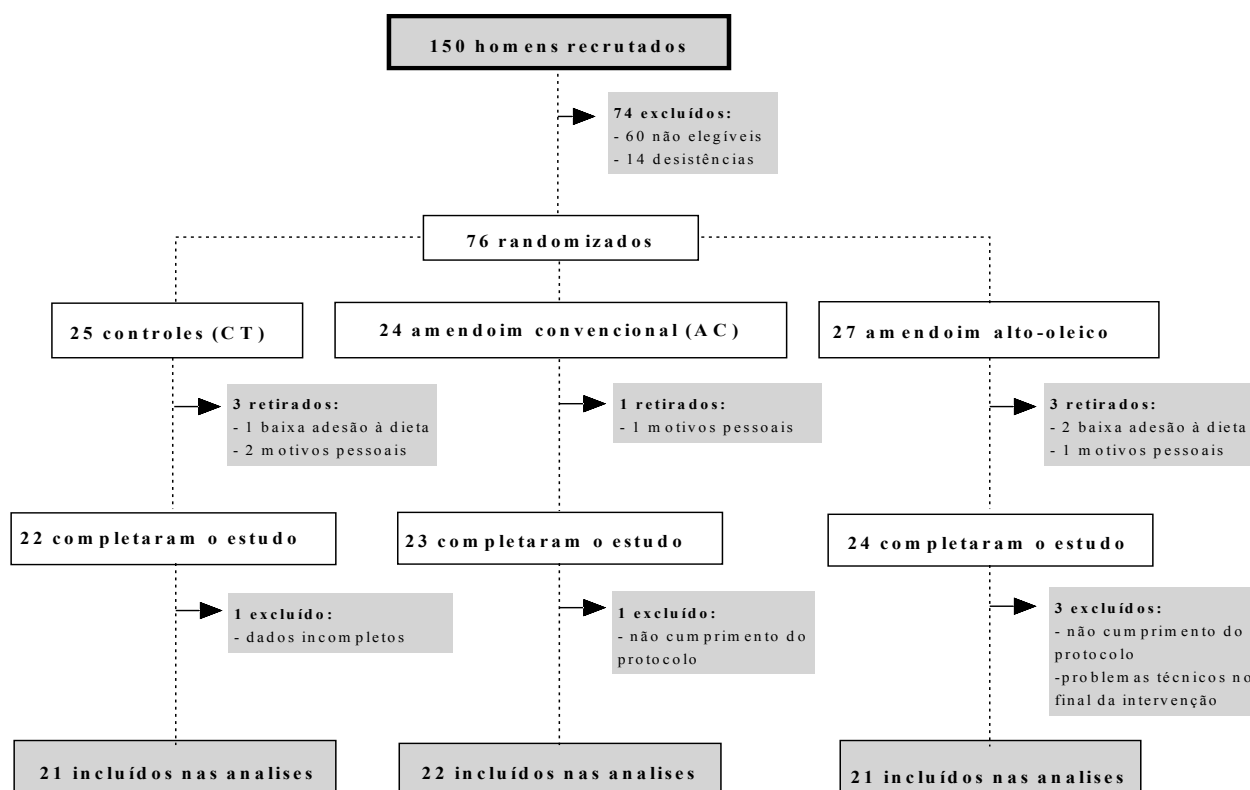 150 homens recrutados
74 excluídos:
- 60 não elegíveis
- 14 desistências
76 randomizados
25 controles (CT)
24 amendoim convencional (AC)
27 amendoim alto-oleico
3 retirados:
- 1 baixa adesão à dieta
- 2 motivos pessoais
1 retirados:
- 1 motivos pessoais
3 retirados:
- 2 baixa adesão à dieta
- 1 motivos pessoais
22 completaram o estudo
23 completaram o estudo
24 completaram o estudo
1 excluído:
- dados incompletos
1 excluído:
- não cumprimento do
protocolo
3 excluídos:
- não cumprimento do
protocolo
-problemas técnicos no
final da intervenção
21 incluídos nas analises
22 incluídos nas analises
21 incluídos nas analises